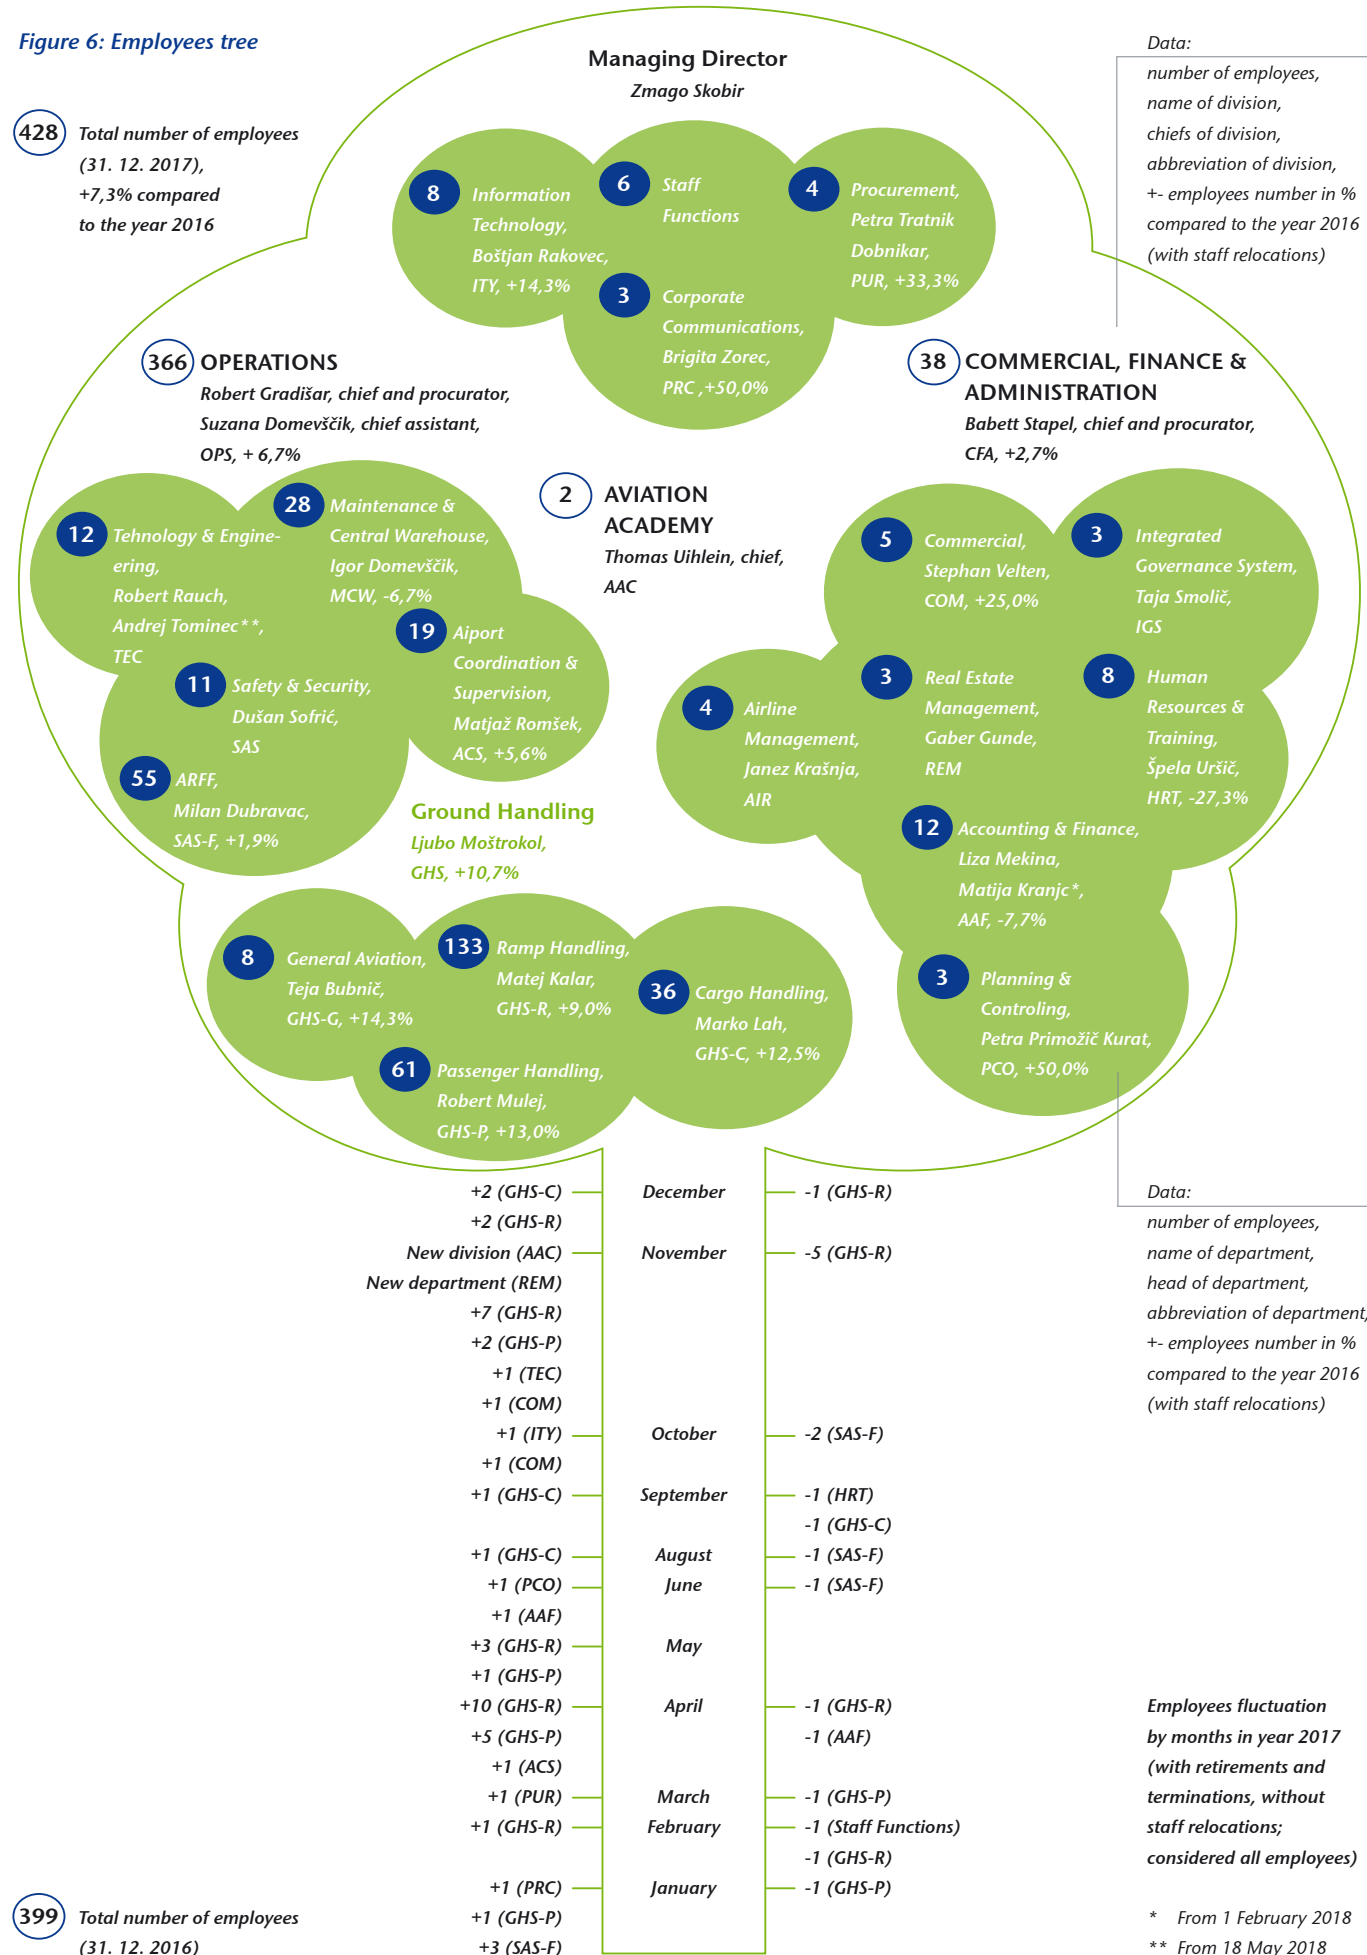 Figure 6: Employees tree
428
Total number of employees
(31. 12. 2017),
+7,3% compared
to the year 2016
Managing Director
Zmago Skobir
Data:
number of employees,
name of division,
chiefs of division,
abbreviation of division,
+- employees number in %
compared to the year 2016
(with staff relocations)
8
Information
Technology,
Boštjan Rakovec,
ITY, +14,3%
6
Staff
Functions
4
Procurement,
Petra Tratnik
Dobnikar,
PUR, +33,3%
3
Corporate
Communications,
Brigita Zorec,
PRC ,+50,0%
366
OPERATIONS
Robert Gradišar, chief and procurator,
Suzana Domevščik, chief assistant,
OPS, + 6,7%
38
COMMERCIAL, FINANCE &
ADMINISTRATION
Babett Stapel, chief and procurator,
CFA, +2,7%
2
AVIATION
ACADEMY
Thomas Uihlein, chief,
AAC
12
Tehnology & Engine-
ering,
Robert Rauch,
Andrej Tominec**,
TEC
28
Maintenance &
Central Warehouse,
Igor Domevščik,
MCW, -6,7%
19
Aiport
Coordination &
Supervision,
Matjaž Romšek,
ACS, +5,6%
11
Safety & Security,
Dušan Sofrić,
SAS
55
ARFF,
Milan Dubravac,
SAS-F, +1,9%
5
Commercial,
Stephan Velten,
COM, +25,0%
3
Integrated
Governance System,
Taja Smolič,
IGS
4
Airline
Management,
Janez Krašnja,
AIR
3
Real Estate
Management,
Gaber Gunde,
REM
8
Human
Resources &
Training,
Špela Uršič,
HRT, -27,3%
12
Accounting & Finance,
Liza Mekina,
Matija Kranjc*,
AAF, -7,7%
3
Planning &
Controling,
Petra Primožič Kurat,
PCO, +50,0%
Ground Handling
Ljubo Moštrokol,
GHS, +10,7%
8
General Aviation,
Teja Bubnič,
GHS-G, +14,3%
133
Ramp Handling,
Matej Kalar,
GHS-R, +9,0%
36
Cargo Handling,
Marko Lah,
GHS-C, +12,5%
61
Passenger Handling,
Robert Mulej,
GHS-P, +13,0%
+2 (GHS-C) December -1 (GHS-R)
+2 (GHS-R)
New division (AAC) November -5 (GHS-R)
New department (REM)
+7 (GHS-R)
+2 (GHS-P)
+1 (TEC)
+1 (COM)
+1 (ITY) October -2 (SAS-F)
+1 (COM)
+1 (GHS-C) September -1 (HRT)
-1 (GHS-C)
+1 (GHS-C) August -1 (SAS-F)
+1 (PCO) June -1 (SAS-F)
+1 (AAF)
+3 (GHS-R) May
+1 (GHS-P)
+10 (GHS-R) April -1 (GHS-R)
+5 (GHS-P) -1 (AAF)
+1 (ACS)
+1 (PUR) March -1 (GHS-P)
+1 (GHS-R) February -1 (Staff Functions)
-1 (GHS-R)
+1 (PRC) January -1 (GHS-P)
+1 (GHS-P)
+3 (SAS-F)
Data:
number of employees,
name of department,
head of department,
abbreviation of department,
+- employees number in %
compared to the year 2016
(with staff relocations)
Employees fluctuation
by months in year 2017
(with retirements and
terminations, without
staff relocations;
considered all employees)
399
Total number of employees
(31. 12. 2016)
* From 1 February 2018
** From 18 May 2018